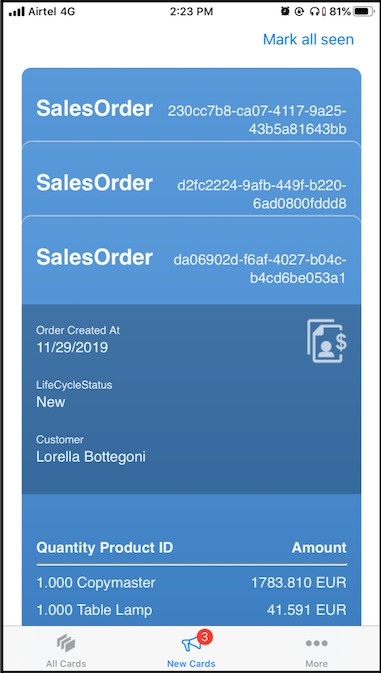 Airtel 4G 2:23 PM 81%
Mark all seen
SalesOrder 230cc7b8-ca07-4117-9a25-
43b5a81643bb
SalesOrder d2fc2224-9afb-449f-b220-
6ad0800fddd8
SalesOrder da06902d-f6af-4027-b04c-
b4cd6be053a1
Order Created At
11/29/2019
$
LifeCycleStatus
New
Customer
Lorella Bottegoni
Quantity Product ID Amount
1.000 Copymaster 1783.810 EUR
1.000 Table Lamp 41.591 EUR
3
All Cards New Cards More